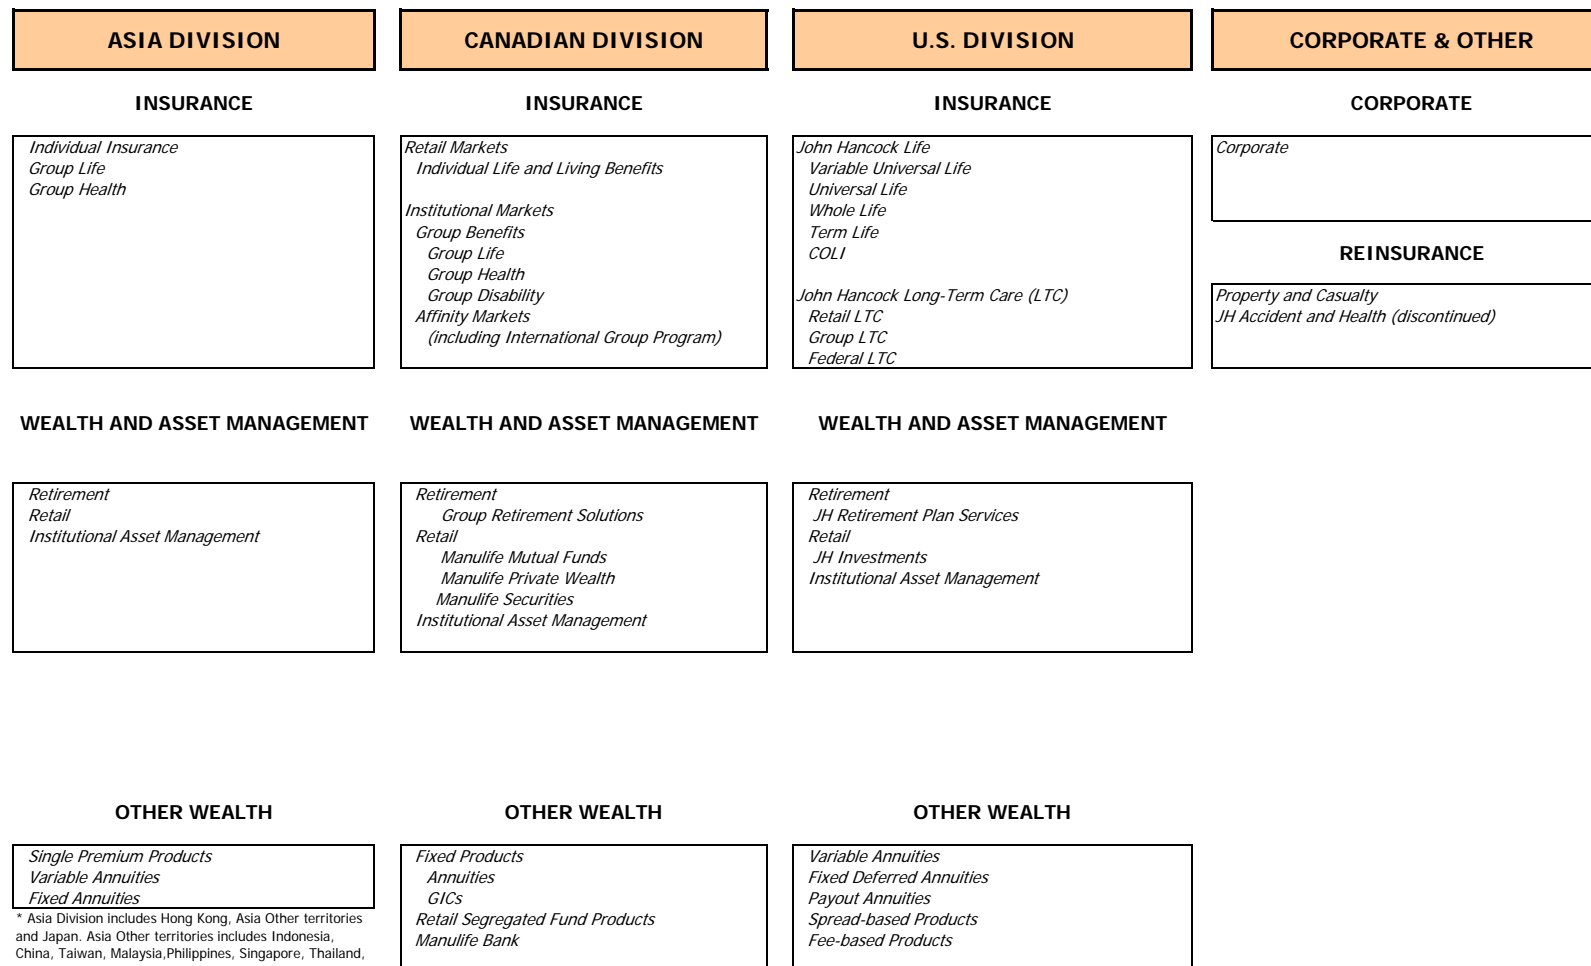 ASIA DIVISION
INSURANCE
Individual Insurance
Group Life
Group Health
WEALTH AND ASSET MANAGEMENT
Retirement
Retail
Institutional Asset Management
OTHER WEALTH
Single Premium Products
Variable Annuities
Fixed Annuities
* Asia Division includes Hong Kong, Asia Other territories
and Japan. Asia Other territories includes Indonesia,
China, Taiwan, Malaysia,Philippines, Singapore, Thailand,
CANADIAN DIVISION
INSURANCE
Retail Markets
Individual Life and Living Benefits
Institutional Markets
Group Benefits
Group Life
Group Health
Group Disability
Affinity Markets
(including International Group Program)
WEALTH AND ASSET MANAGEMENT
Retirement
Group Retirement Solutions
Retail
Manulife Mutual Funds
Manulife Private Wealth
Manulife Securities
Institutional Asset Management
OTHER WEALTH
Fixed Products
Annuities
GICs
Retail Segregated Fund Products
Manulife Bank
U.S. DIVISION
INSURANCE
John Hancock Life
Variable Universal Life
Universal Life
Whole Life
Term Life
COLI
John Hancock Long-Term Care (LTC)
Retail LTC
Group LTC
Federal LTC
WEALTH AND ASSET MANAGEMENT
Retirement
JH Retirement Plan Services
Retail
JH Investments
Institutional Asset Management
OTHER WEALTH
Variable Annuities
Fixed Deferred Annuities
Payout Annuities
Spread-based Products
Fee-based Products
CORPORATE & OTHER
CORPORATE
Corporate
REINSURANCE
Property and Casualty
JH Accident and Health (discontinued)